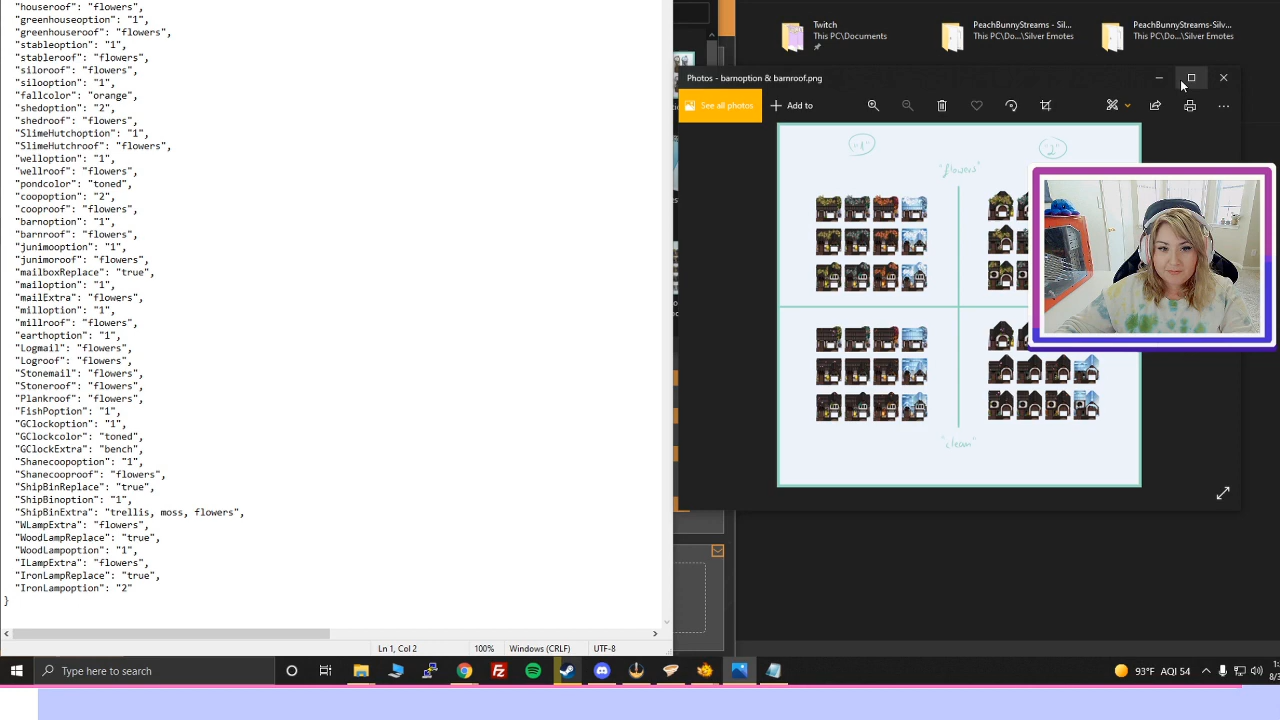 "houseroof": "flowers",
"greenhouseoption": "1",
"greenhouseroof": "flowers",
"stableoption": "1",
"stableroof": "flowers",
"siloroof": "flowers",
"silooption": "1",
"fallcolor": "orange",
"shedoption": "2",
"shedroof": "flowers",
"SlimeHutchoption": "1",
"SlimeHutchroof": "flowers",
"welloption": "1",
"wellroof": "flowers",
"pondcolor": "toned",
"coopoption": "2",
"cooproof": "flowers",
"barnoption": "1",
"barnroof": "flowers",
"junimooption": "1",
"junimoroof": "flowers",
"mailboxReplace": "true",
"mailoption": "1",
"mailExtra": "flowers",
"milloption": "1",
"millroof": "flowers",
"earthoption": "1",
"Logmail": "flowers",
"Logroof": "flowers",
"Stonemail": "flowers",
"Stoneroof": "flowers",
"Plankroof": "flowers",
"FishPoption": "1",
"GClockoption": "1",
"GClockcolor": "toned",
"GClockExtra": "bench",
"Shanecoopoption": "1",
"Shanecooproof": "flowers",
"ShipBinReplace": "true",
"ShipBinoption": "1",
"ShipBinExtra": "trellis, moss, flowers",
"WLampExtra": "flowers",
"WoodLampReplace": "true",
"WoodLampoption": "1",
"ILampExtra": "flowers",
"IronLampReplace": "true",
"IronLampoption": "2"
}
Ln 1, Col 2
100%
Windows (CRLF)
UTF-8
Twitch
This PC\Documents
PeachBunnyStreams - Sil...
This PC\Do...\Silver Emotes
PeachBunnyStreams-Silv...
This PC\Do...\Silver Emotes
Photos - barnoption & barnroof.png
See all photos
Add to
"1"
"2"
"flowers"
"clean"
Type here to search
93°F AQI 54